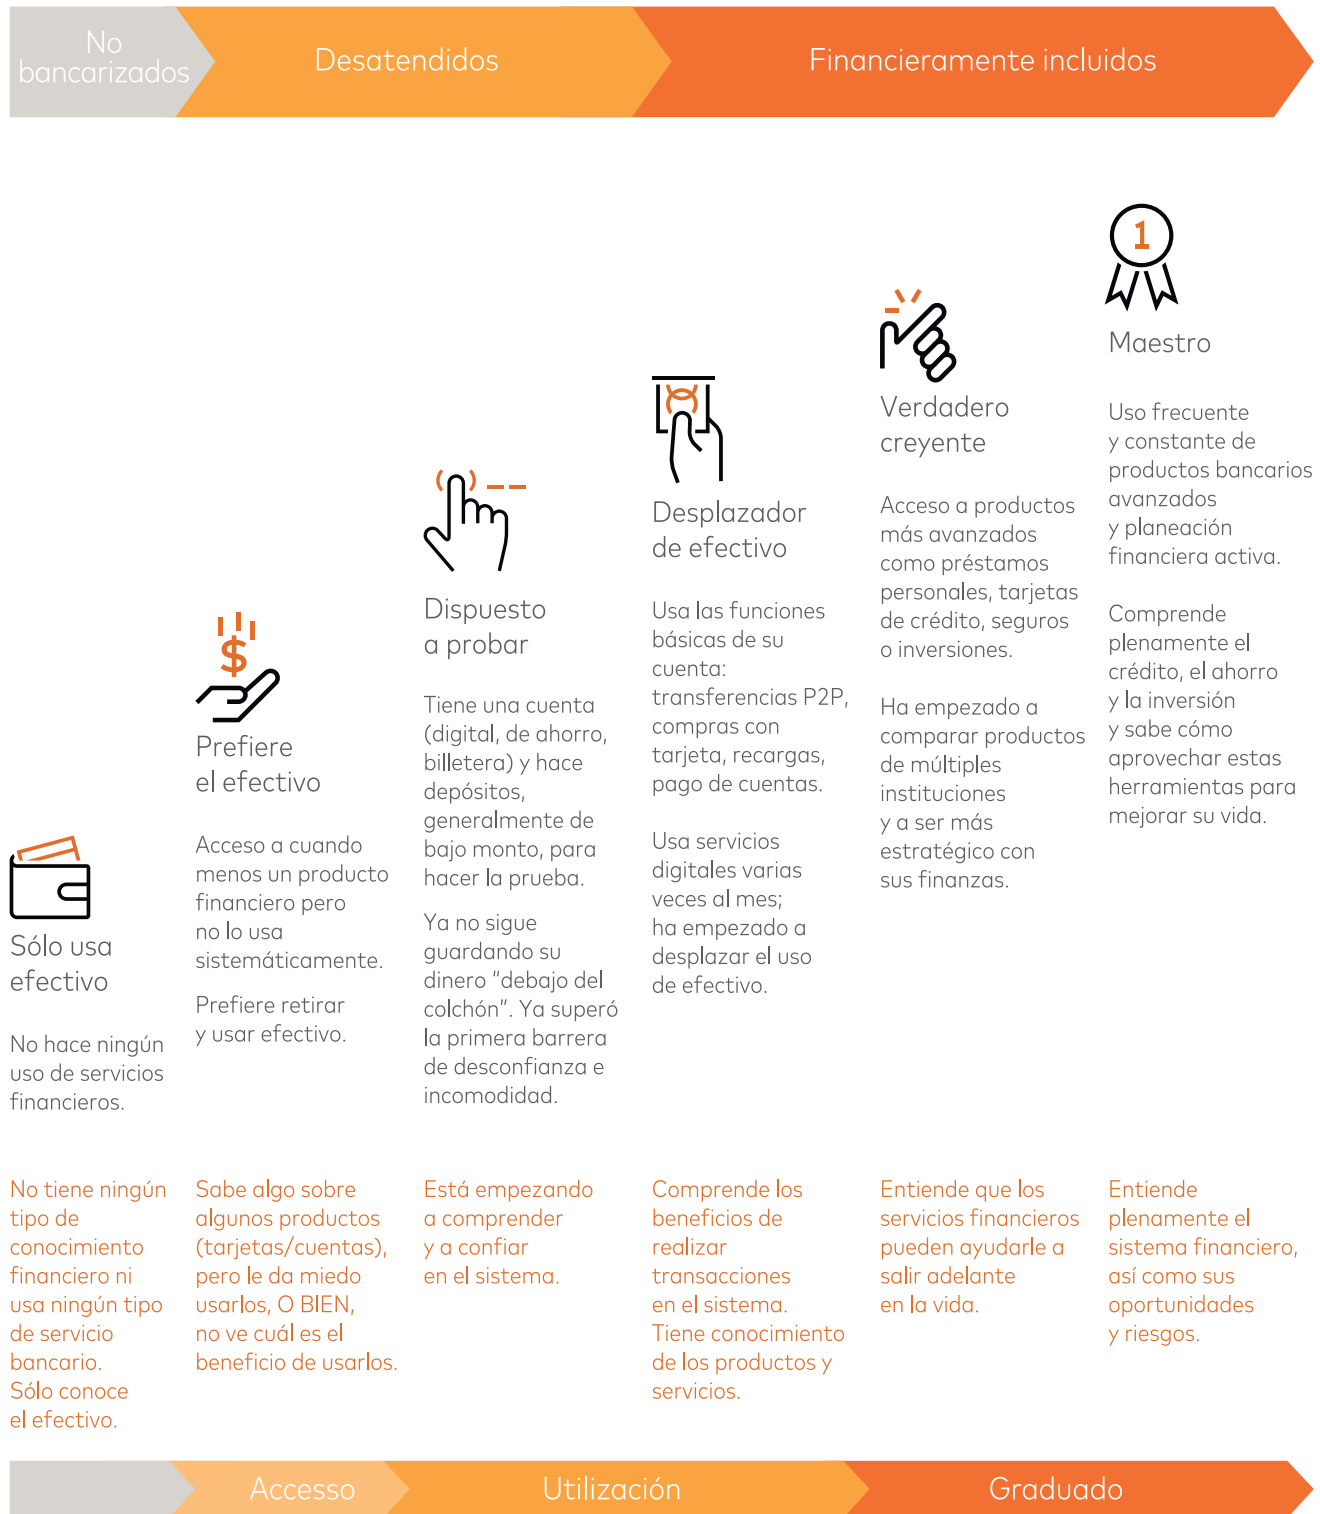 No
bancarizados
Desatendidos
Financieramente incluidos
Sólo usa
efectivo
No hace ningún
uso de servicios
financieros.
No tiene ningún
tipo de
conocimiento
financiero ni
usa ningún tipo
de servicio
bancario.
Sólo conoce
el efectivo.
$
Prefiere
el efectivo
Acceso a cuando
menos un producto
financiero pero
no lo usa
sistemáticamente.
Prefiere retirar
y usar efectivo.
Sabe algo sobre
algunos productos
(tarjetas/cuentas),
pero le da miedo
usarlos, O BIEN,
no ve cuál es el
beneficio de usarlos.
Dispuesto
a probar
Tiene una cuenta
(digital, de ahorro,
billetera) y hace
depósitos,
generalmente de
bajo monto, para
hacer la prueba.
Ya no sigue
guardando su
dinero "debajo del
colchón". Ya superó
la primera barrera
de desconfianza e
incomodidad.
Está empezando
a comprender
y a confiar
en el sistema.
Desplazador
de efectivo
Usa las funciones
básicas de su
cuenta:
transferencias P2P,
compras con
tarjeta, recargas,
pago de cuentas.
Usa servicios
digitales varias
veces al mes;
ha empezado a
desplazar el uso
de efectivo.
Comprende los
beneficios de
realizar
transacciones
en el sistema.
Tiene conocimiento
de los productos y
servicios.
Verdadero
creyente
Acceso a productos
más avanzados
como préstamos
personales, tarjetas
de crédito, seguros
o inversiones.
Ha empezado a
comparar productos
de múltiples
instituciones
y a ser más
estratégico con
sus finanzas.
Entiende que los
servicios financieros
pueden ayudarle a
salir adelante
en la vida.
1
Maestro
Uso frecuente
y constante de
productos bancarios
avanzados
y planeación
financiera activa.
Comprende
plenamente el
crédito, el ahorro
y la inversión
y sabe cómo
aprovechar estas
herramientas para
mejorar su vida.
Entiende
plenamente el
sistema financiero,
así como sus
oportunidades
y riesgos.
Accesso
Utilización
Graduado